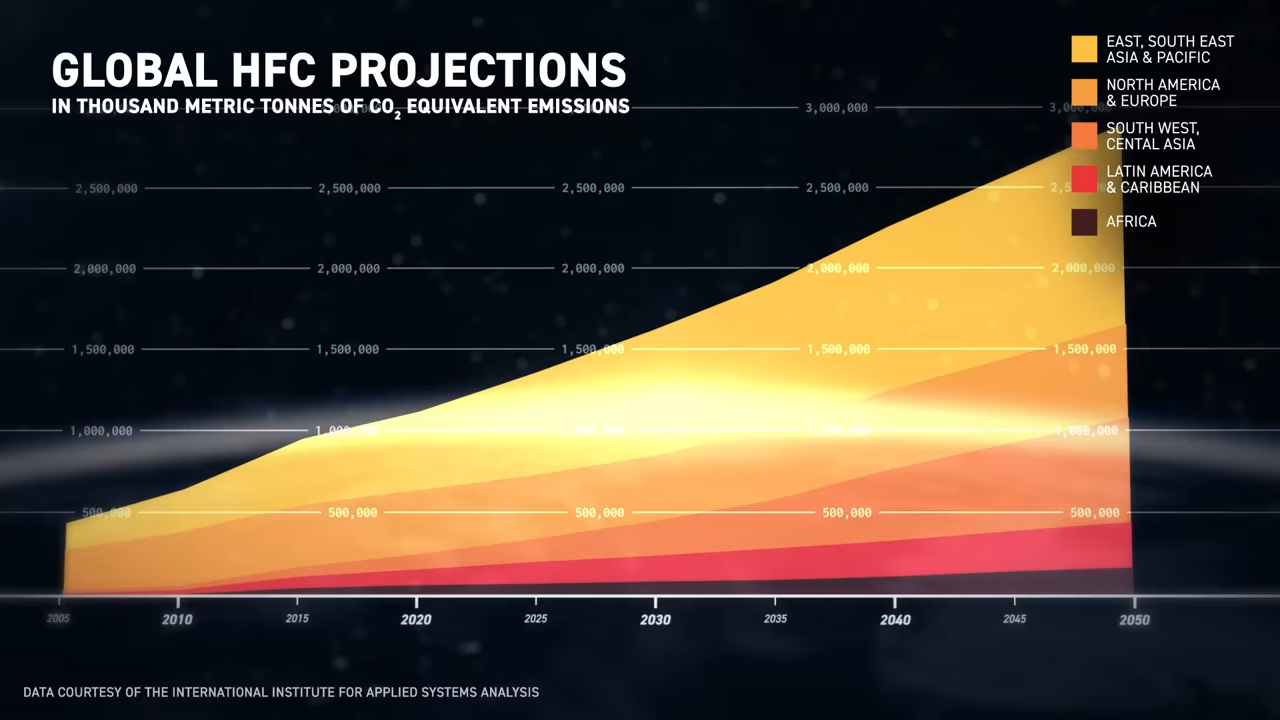 GLOBAL HFC PROJECTIONS
IN THOUSAND METRIC TONNES OF CO2 EQUIVALENT EMISSIONS
EAST, SOUTH EAST
ASIA & PACIFIC
NORTH AMERICA
& EUROPE
SOUTH WEST,
CENTAL ASIA
LATIN AMERICA
& CARIBBEAN
AFRICA
3,000,000 3,000,000
2,500,000 2,500,000 2,500,000 2,500,000
2,000,000 2,000,000 2,000,000 2,000,000 2,000,000
1,500,000 1,500,000 1,500,000 1,500,000 1,500,000
1,000,000 1,000,000 1,000,000
500,000 500,000 500,000 500,000 500,000
2005 2010 2015 2020 2025 2030 2035 2040 2045 2050
DATA COURTESY OF THE INTERNATIONAL INSTITUTE FOR APPLIED SYSTEMS ANALYSIS